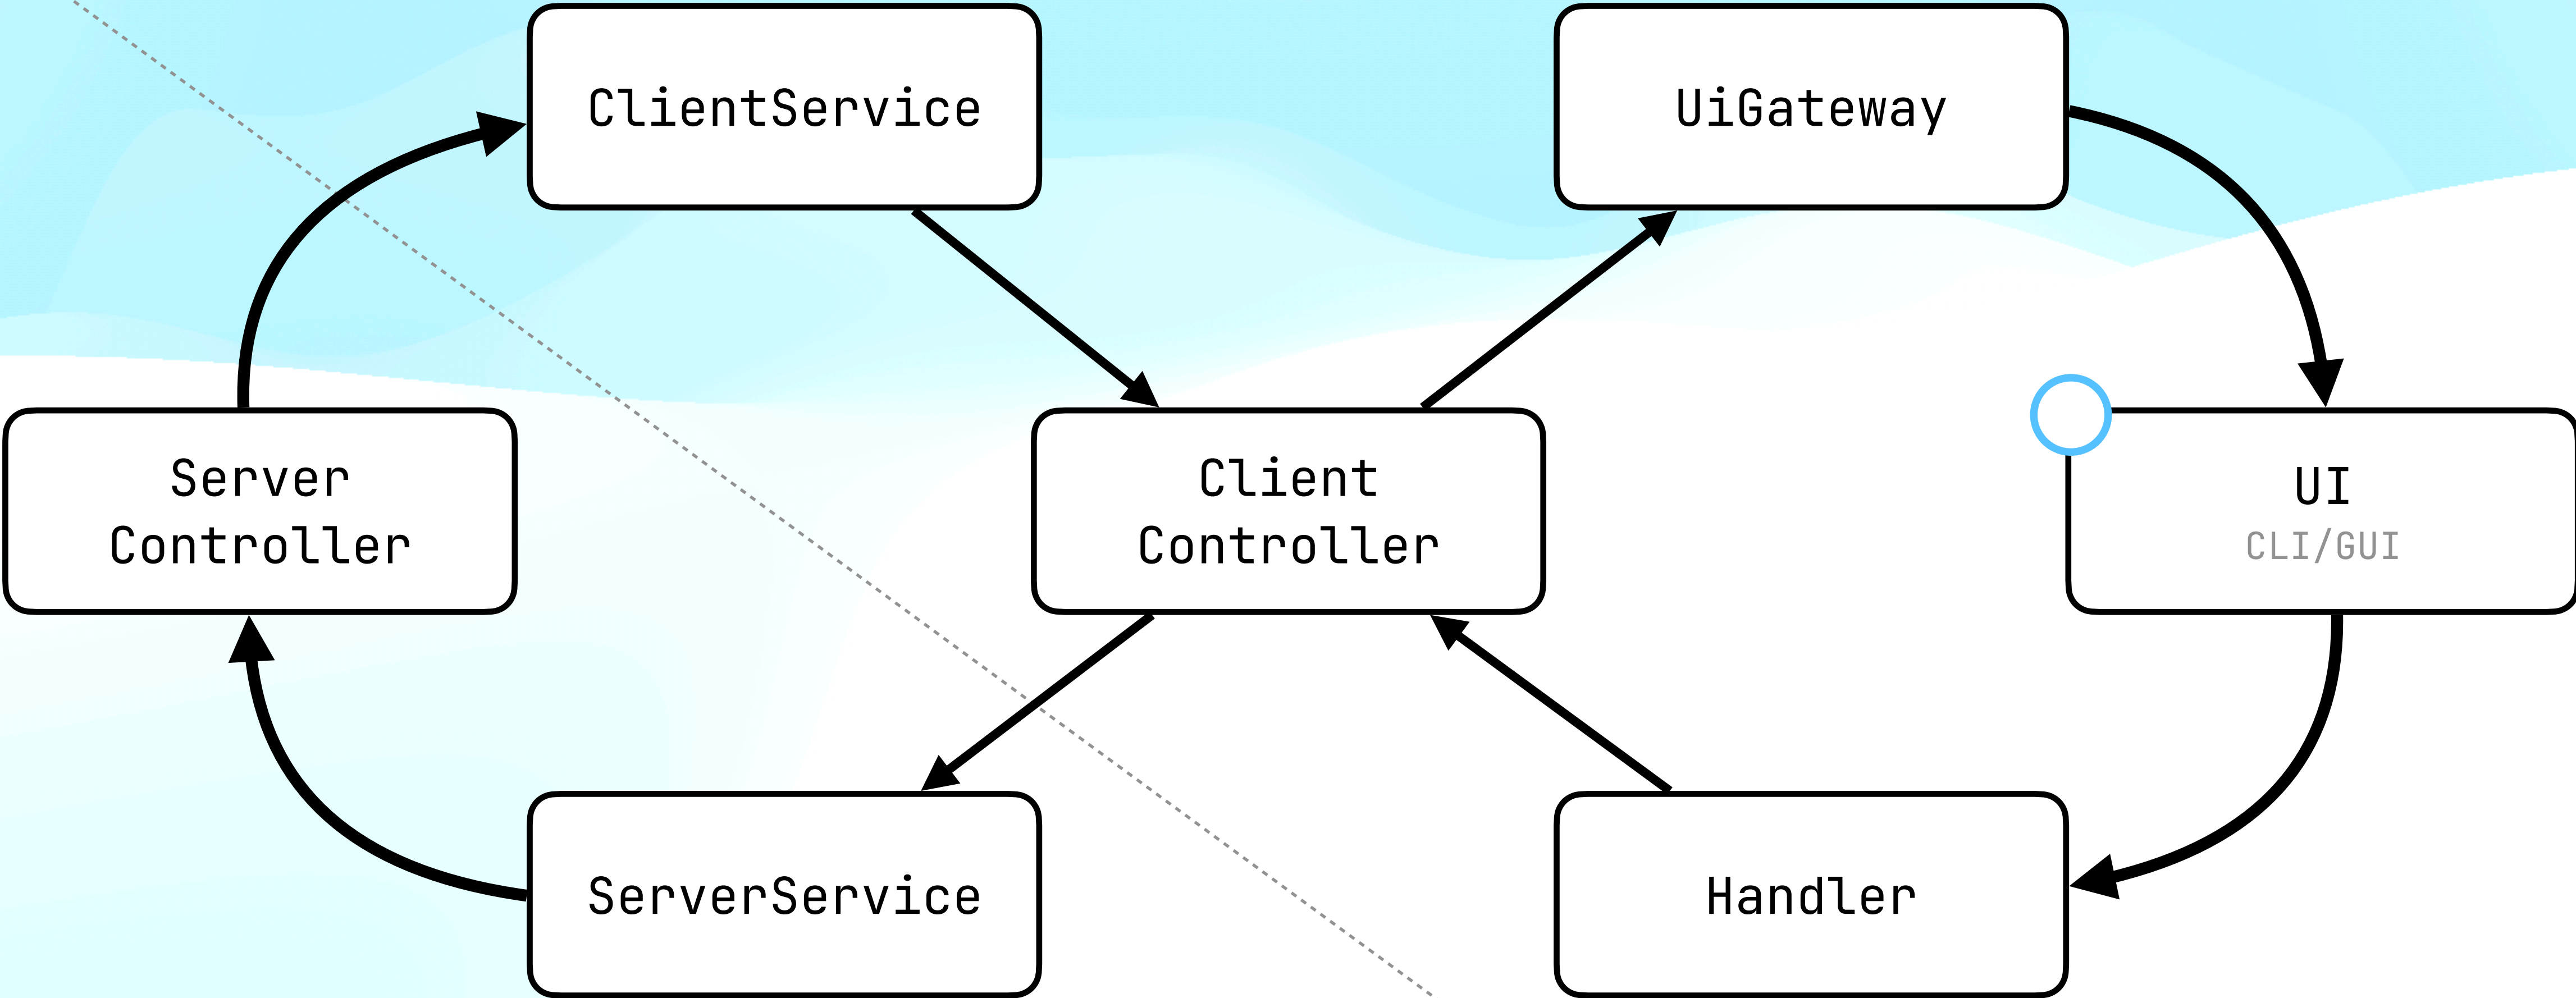 ClientService
UiGateway
Server
Controller
Client
Controller
UI
CLI/GUI
ServerService
Handler